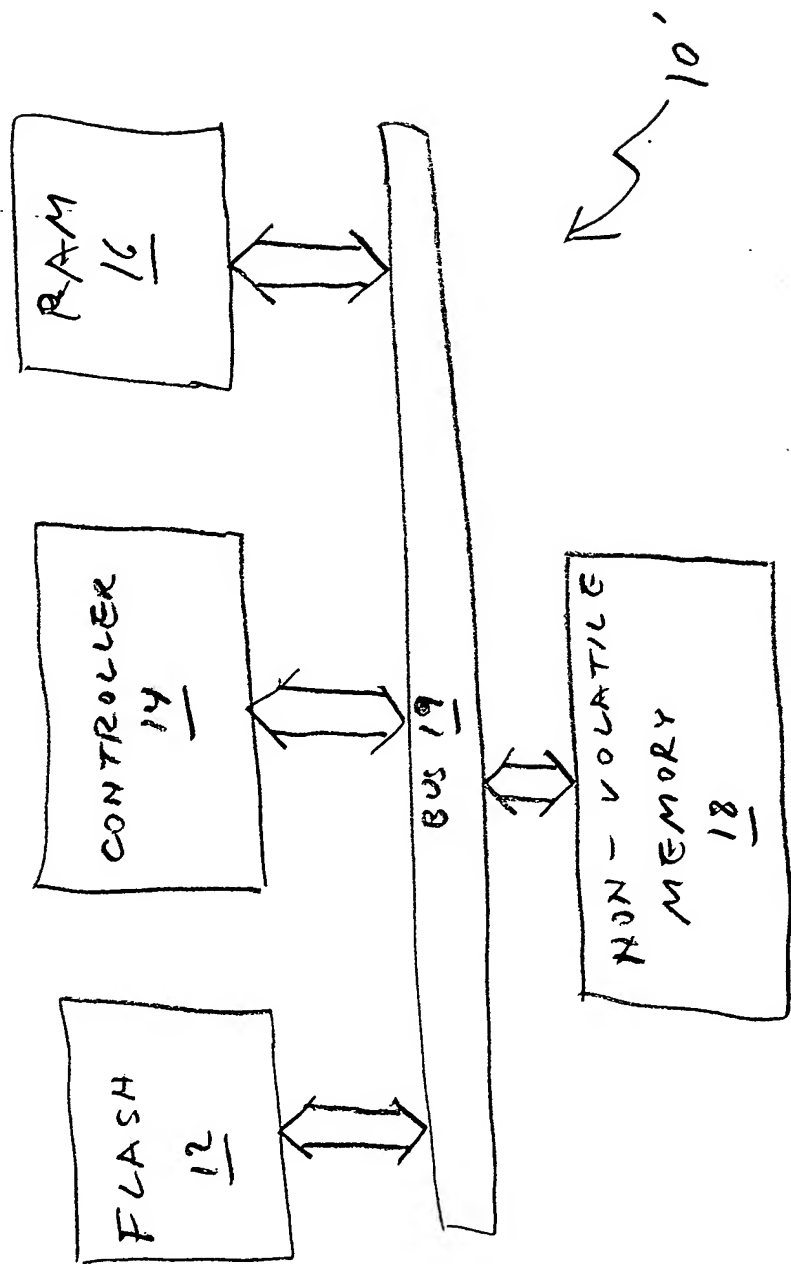 FLASH
12
CONTROLLER
14
RAM
16
BUS 19
NON-VOLATILE
MEMORY
18
10'